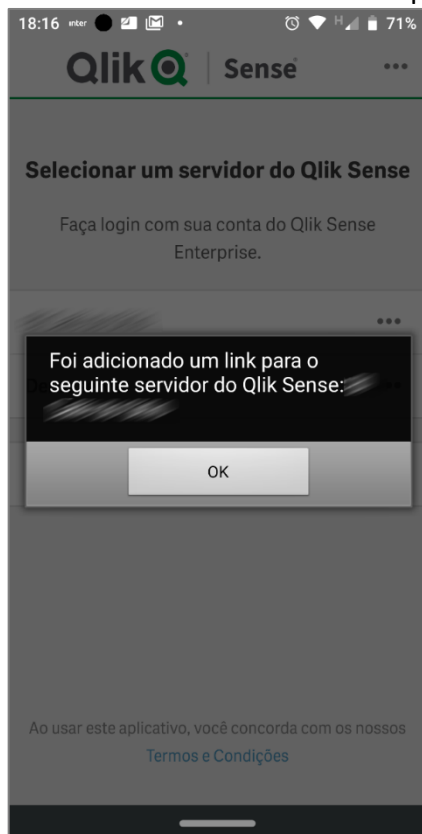 18:16 inter H 71%
Qlik Q Sense
Selecionar um servidor do Qlik Sense
Faça login com sua conta do Qlik Sense
Enterprise.
Foi adicionado um link para o
seguinte servidor do Qlik Sense:
OK
Ao usar este aplicativo, você concorda com os nossos
Termos e Condições